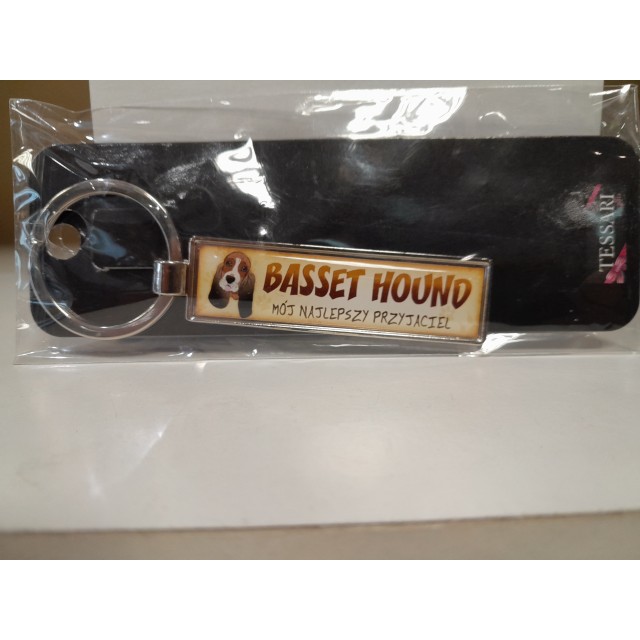 BASSET HOUND
MÓJ NAJLEPSZY PRZYJACIEL
TESSARI